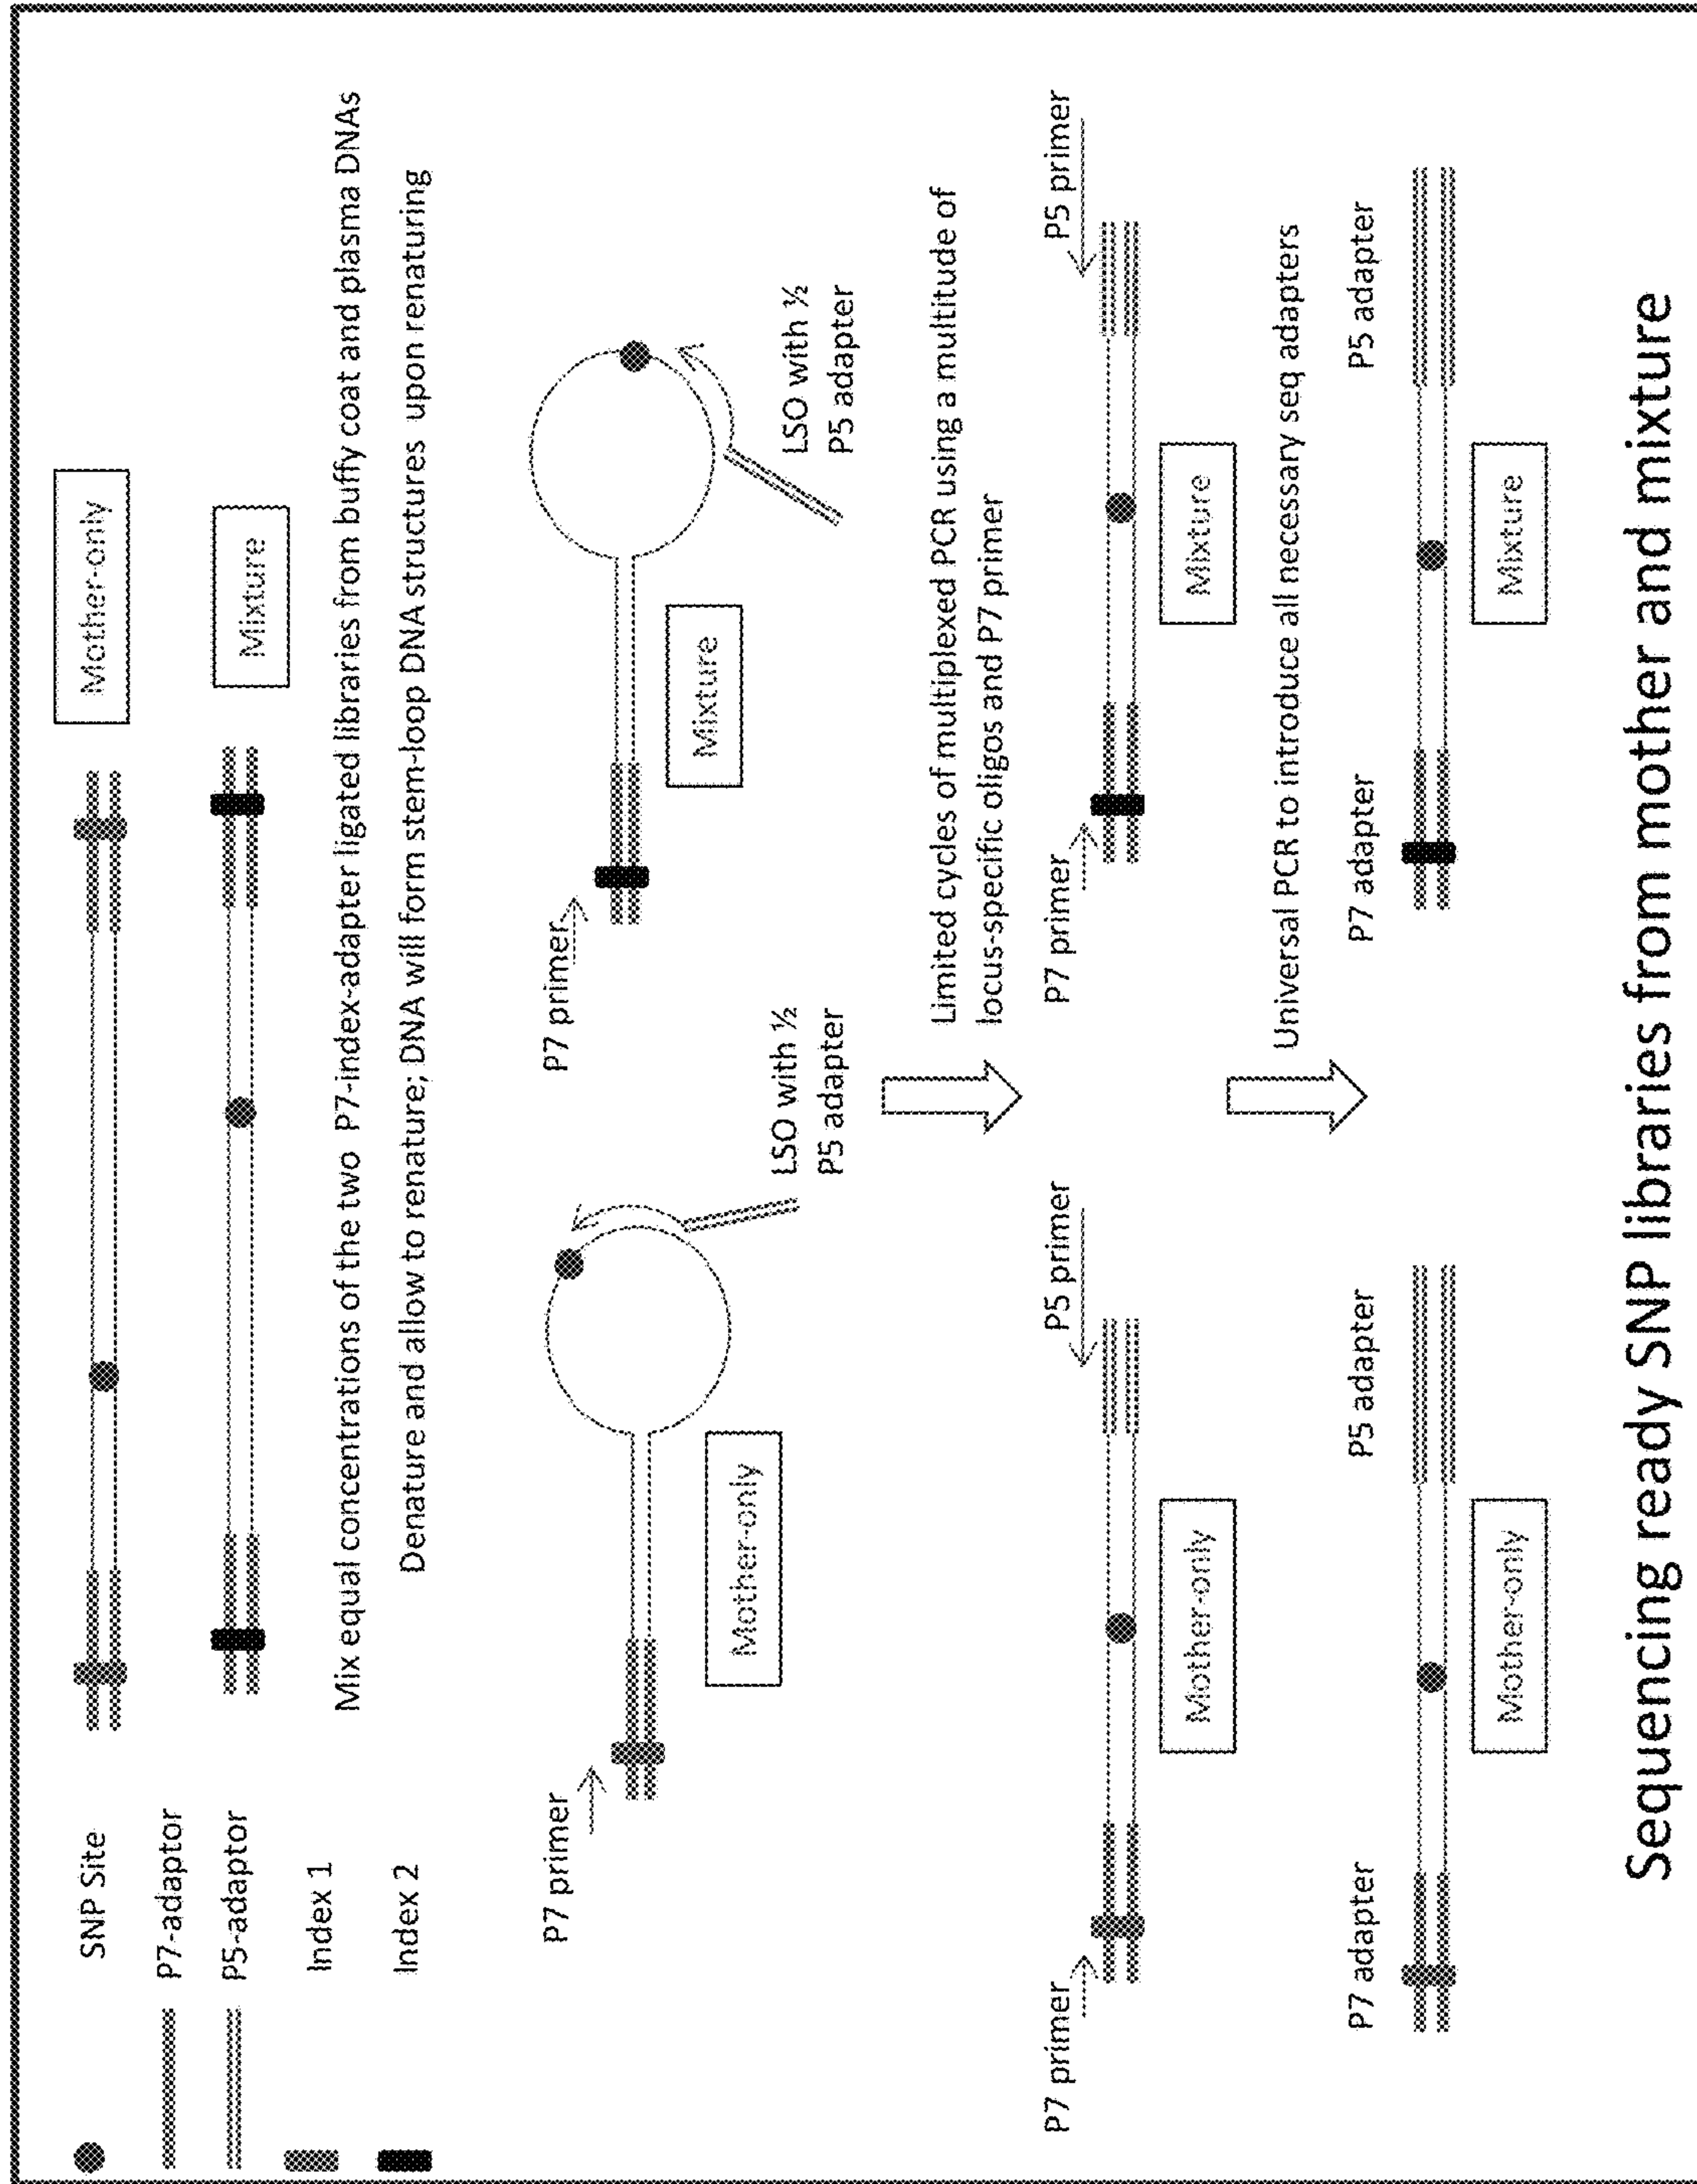 SNP Site
P7-adaptor
P5-adaptor
Index 1
Index 2
Mother-only
Mixture
Mix equal concentrations of the two P7-index-adapter ligated libraries from buffy coat and plasma DNAs
Denature and allow to renature; DNA will form stem-loop DNA structures upon renaturing
P7 primer
Mother-only
LSO with ½
P5 adapter
P7 primer
Mixture
LSO with ½
P5 adapter
Limited cycles of multiplexed PCR using a multitude of
locus-specific oligos and P7 primer
P7 primer
P5 primer
Mother-only
P7 primer
P5 primer
Mixture
Universal PCR to introduce all necessary seq adapters
P7 adapter
P5 adapter
Mother-only
P7 adapter
P5 adapter
Mixture
Sequencing ready SNP libraries from mother and mixture